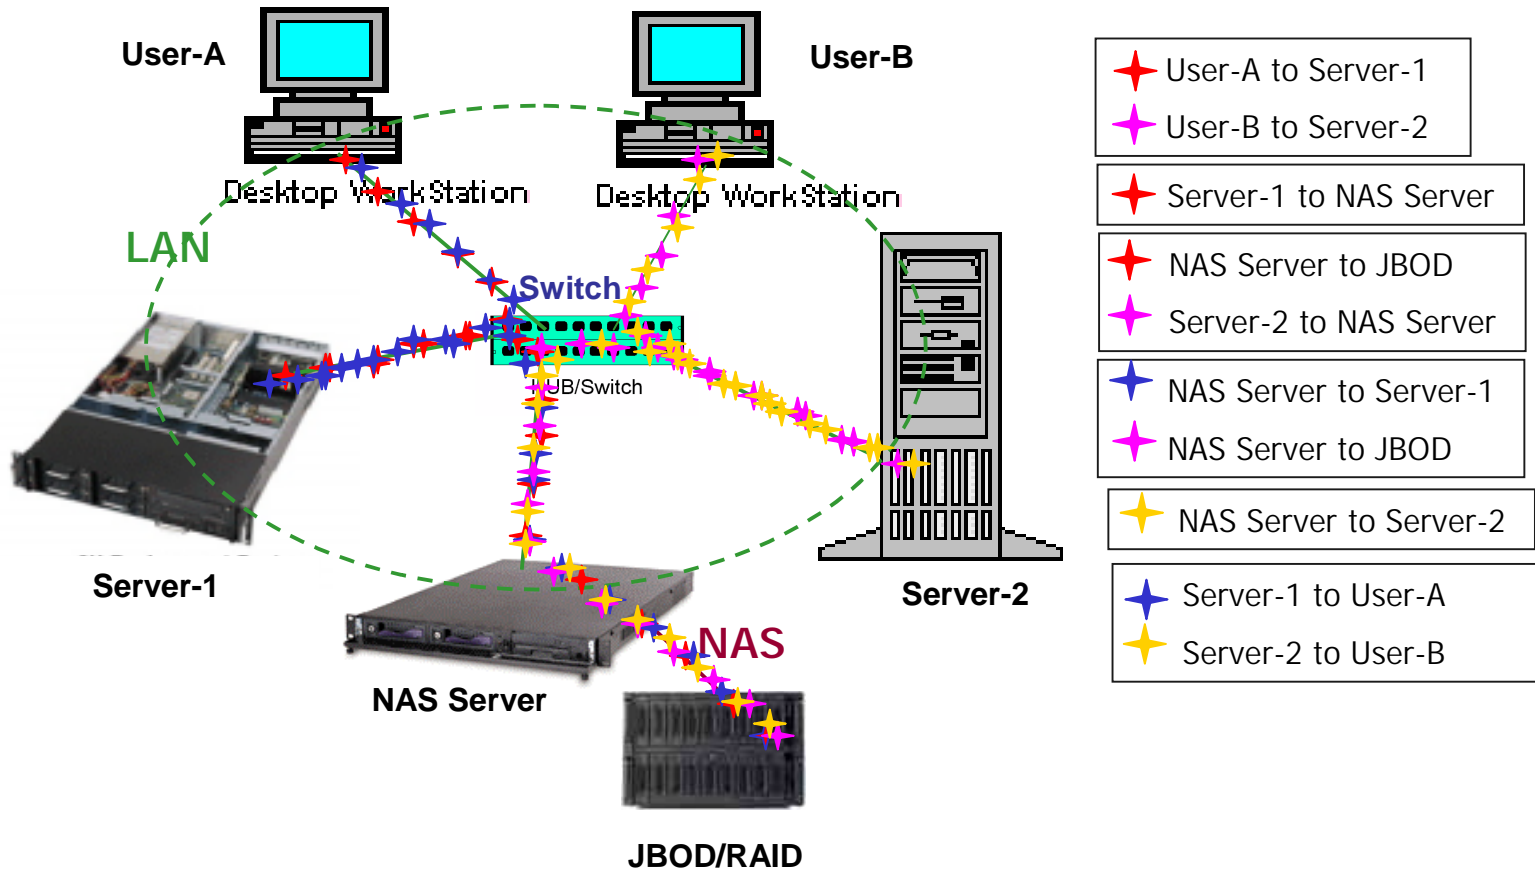 User-A
User-B
Desktop WorkStation
Desktop WorkStation
LAN
Switch
HUB/Switch
Server-1
Server-2
NAS
NAS Server
JBOD/RAID
User-A to Server-1
User-B to Server-2
Server-1 to NAS Server
NAS Server to JBOD
Server-2 to NAS Server
NAS Server to Server-1
NAS Server to JBOD
NAS Server to Server-2
Server-1 to User-A
Server-2 to User-B